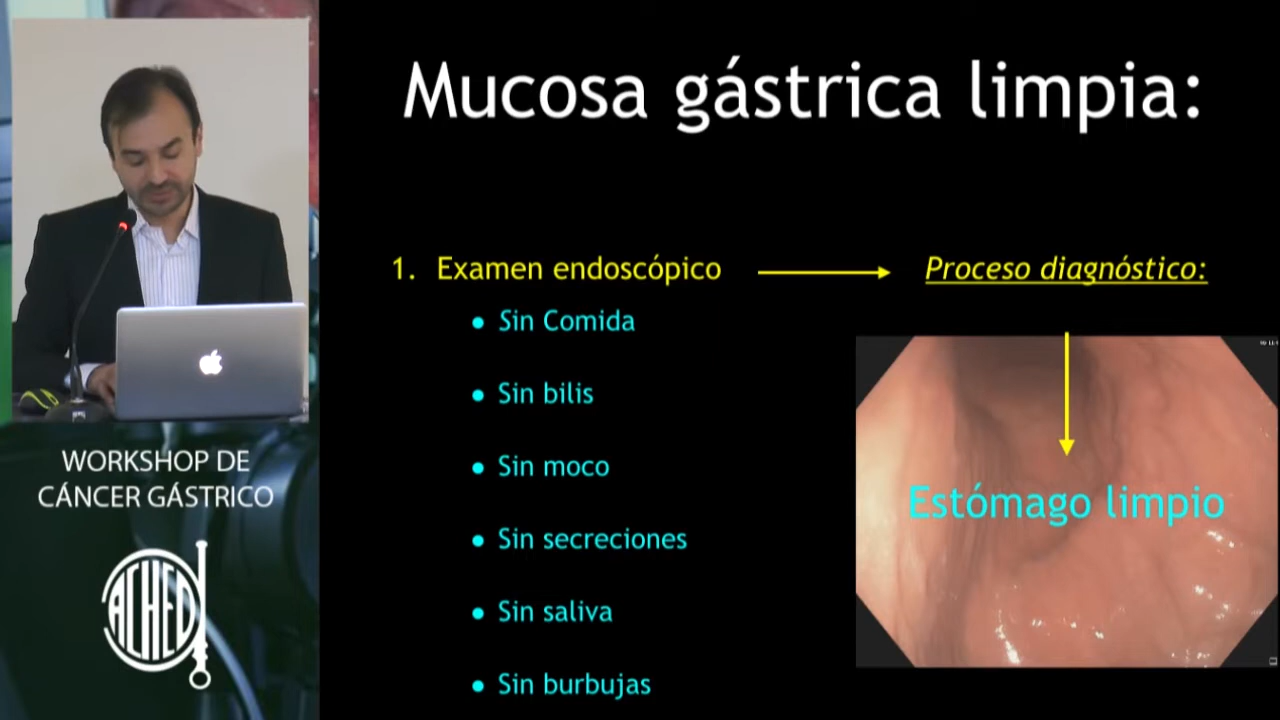 Mucosa gástrica limpia:
1. Examen endoscópico
Proceso diagnóstico:
• Sin Comida
• Sin bilis
• Sin moco
• Sin secreciones
• Sin saliva
• Sin burbujas
Estómago limpio
WORKSHOP DE
CÁNCER GÁSTRICO
ACHED